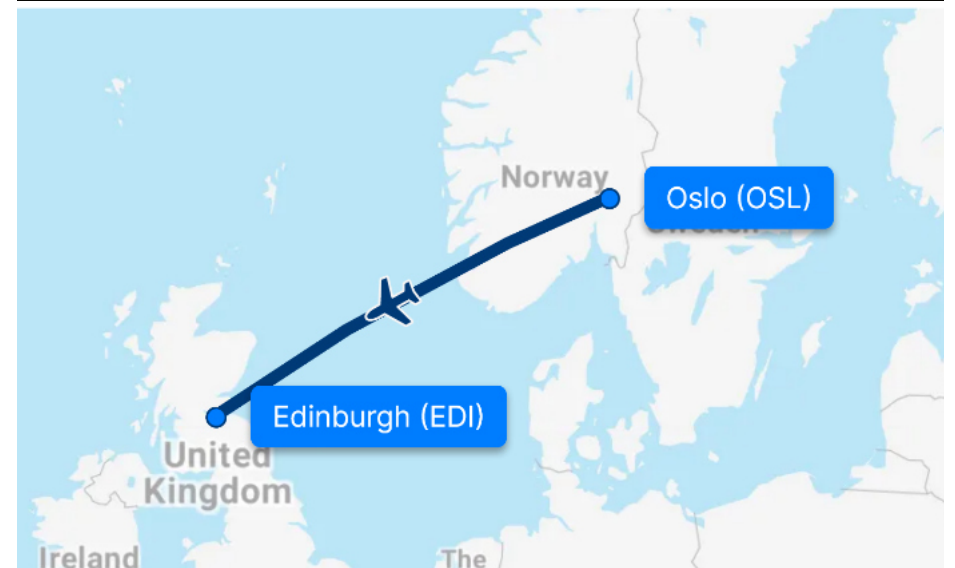 Norway
Oslo (OSL)
Edinburgh (EDI)
United
Kingdom
Ireland
The